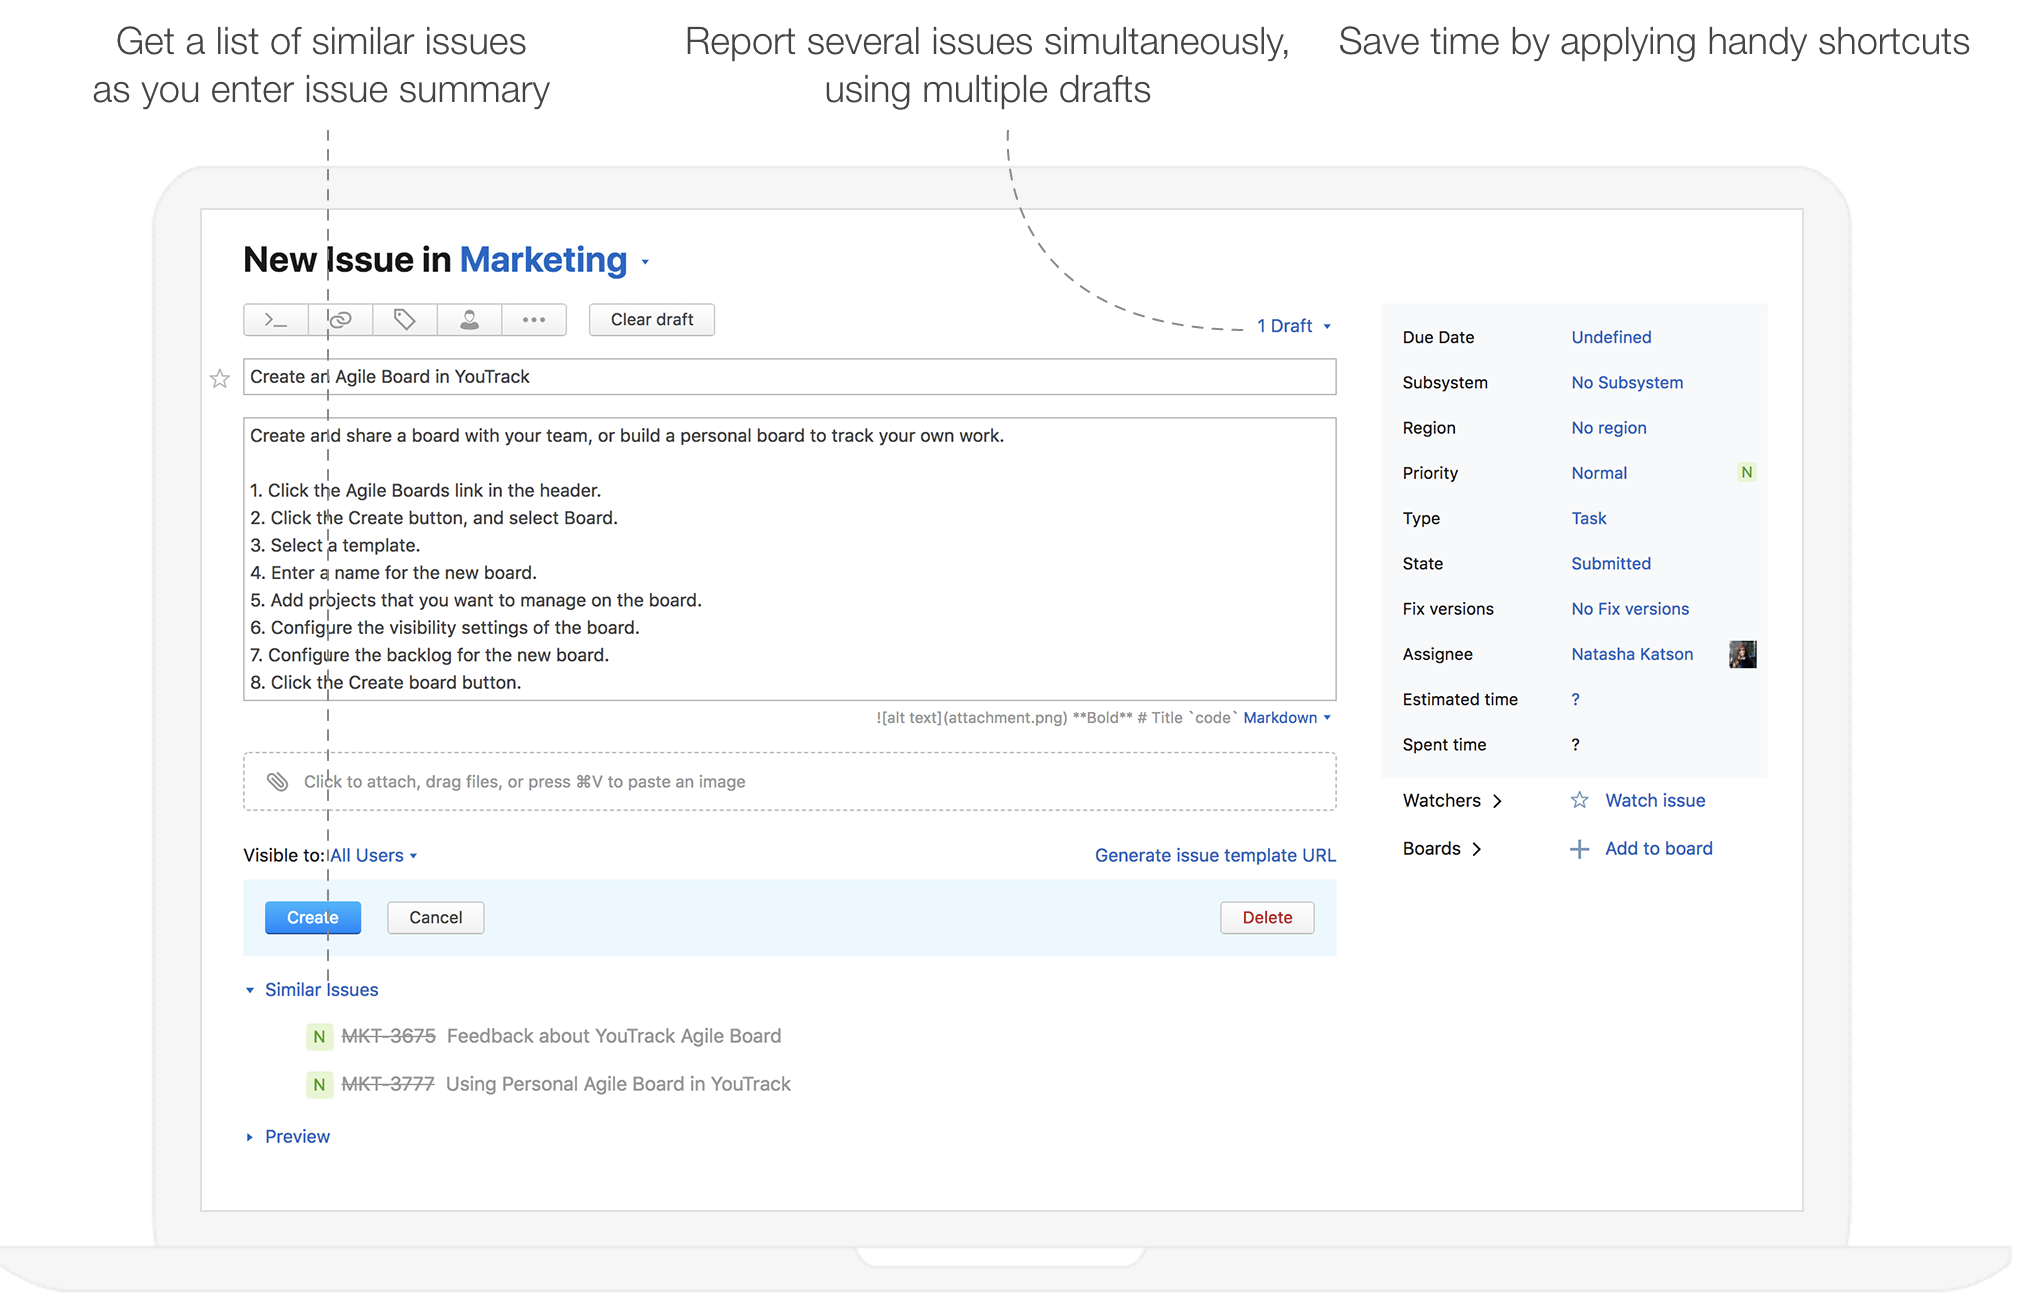 Get a list of similar issues
as you enter issue summary
Report several issues simultaneously,
using multiple drafts
Save time by applying handy shortcuts
New Issue in Marketing
Clear draft
1 Draft
Create an Agile Board in YouTrack
Create and share a board with your team, or build a personal board to track your own work.
1. Click the Agile Boards link in the header.
2. Click the Create button, and select Board.
3. Select a template.
4. Enter a name for the new board.
5. Add projects that you want to manage on the board.
6. Configure the visibility settings of the board.
7. Configure the backlog for the new board.
8. Click the Create board button.
![alt text](attachment.png) **Bold** # Title `code` Markdown
Click to attach, drag files, or press ⌘V to paste an image
Visible to: All Users
Generate issue template URL
Create
Cancel
Delete
Similar Issues
N MKT-3675 Feedback about YouTrack Agile Board
N MKT-3777 Using Personal Agile Board in YouTrack
Preview
Due Date Undefined
Subsystem No Subsystem
Region No region
Priority Normal N
Type Task
State Submitted
Fix versions No Fix versions
Assignee Natasha Katson
Estimated time ?
Spent time ?
Watchers Watch issue
Boards Add to board